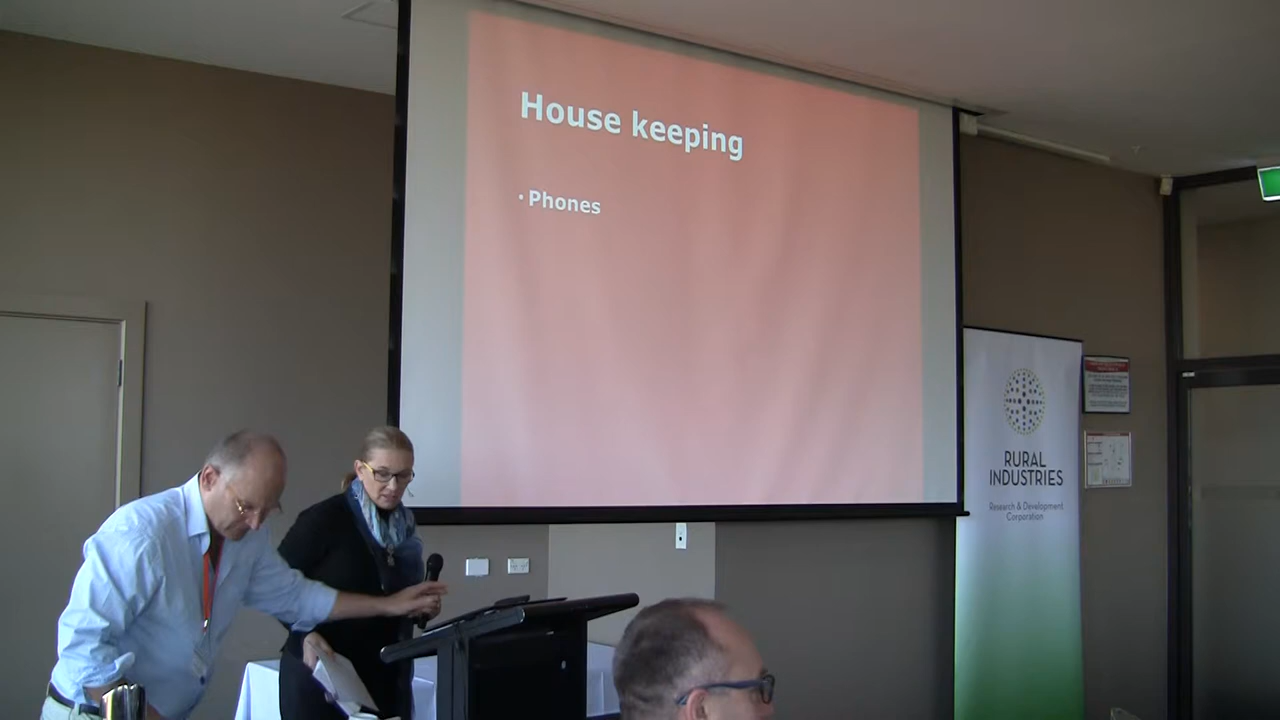 House keeping
• Phones
RURAL
INDUSTRIES
Research & Development
Corporation